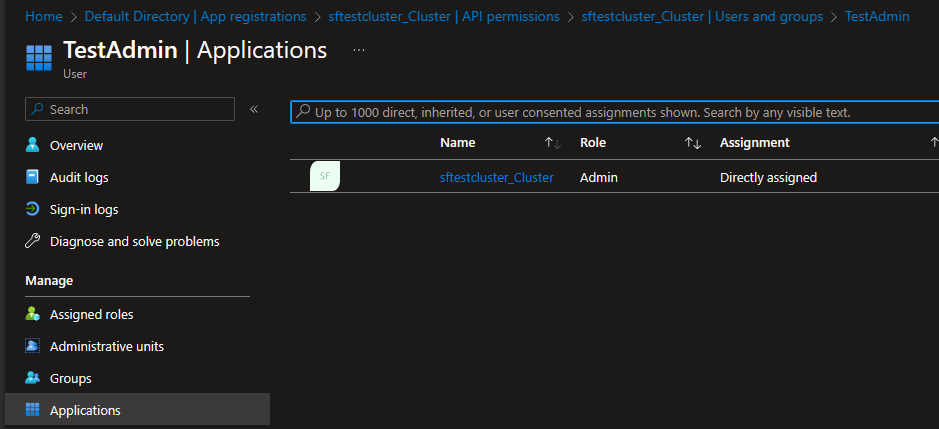 Home > Default Directory | App registrations > sftestcluster_Cluster | API permissions > sftestcluster_Cluster | Users and groups > TestAdmin
TestAdmin | Applications ...
User
Search «
Up to 1000 direct, inherited, or user consented assignments shown. Search by any visible text.
Overview
Audit logs
Sign-in logs
Diagnose and solve problems
Manage
Assigned roles
Administrative units
Groups
Applications
Name Role Assignment
SF sftestcluster_Cluster Admin Directly assigned